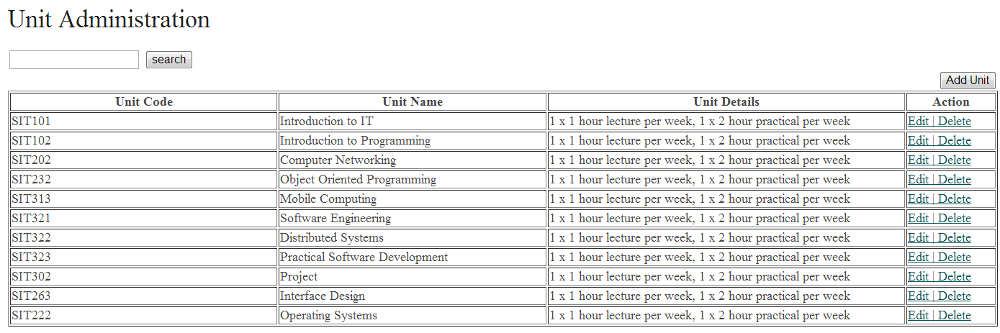 Unit Administration
search
Add Unit
Unit Code Unit Name Unit Details Action
SIT101 Introduction to IT 1 x 1 hour lecture per week, 1 x 2 hour practical per week Edit | Delete
SIT102 Introduction to Programming 1 x 1 hour lecture per week, 1 x 2 hour practical per week Edit | Delete
SIT202 Computer Networking 1 x 1 hour lecture per week, 1 x 2 hour practical per week Edit | Delete
SIT232 Object Oriented Programming 1 x 1 hour lecture per week, 1 x 2 hour practical per week Edit | Delete
SIT313 Mobile Computing 1 x 1 hour lecture per week, 1 x 2 hour practical per week Edit | Delete
SIT321 Software Engineering 1 x 1 hour lecture per week, 1 x 2 hour practical per week Edit | Delete
SIT322 Distributed Systems 1 x 1 hour lecture per week, 1 x 2 hour practical per week Edit | Delete
SIT323 Practical Software Development 1 x 1 hour lecture per week, 1 x 2 hour practical per week Edit | Delete
SIT302 Project 1 x 1 hour lecture per week, 1 x 2 hour practical per week Edit | Delete
SIT263 Interface Design 1 x 1 hour lecture per week, 1 x 2 hour practical per week Edit | Delete
SIT222 Operating Systems 1 x 1 hour lecture per week, 1 x 2 hour practical per week Edit | Delete